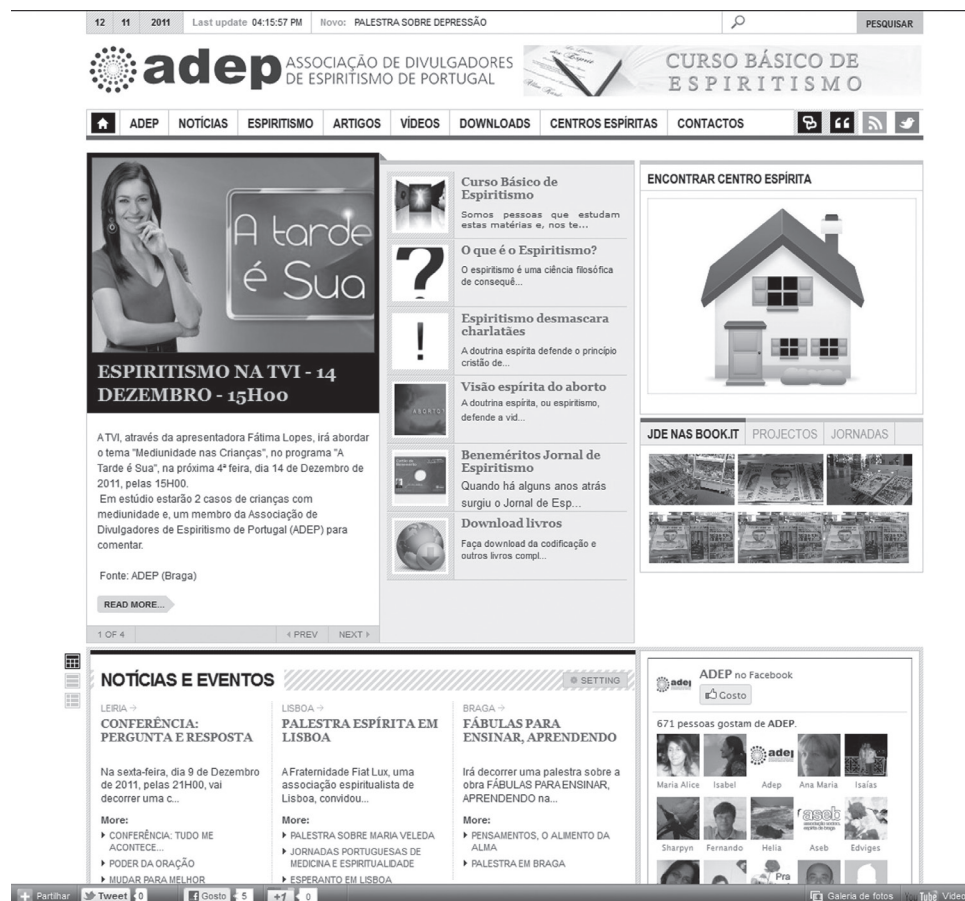 12 11 2011 Last update 04:15:57 PM Novo: PALESTRA SOBRE DEPRESSÃO PESQUISAR
adep ASSOCIAÇÃO DE DIVULGADORES
DE ESPIRITISMO DE PORTUGAL
CURSO BÁSICO DE
ESPIRITISMO
ADEP NOTÍCIAS ESPIRITISMO ARTIGOS VÍDEOS DOWNLOADS CENTROS ESPÍRITAS CONTACTOS
A tarde
é Sua
ESPIRITISMO NA TVI - 14
DEZEMBRO - 15H00
A TVI, através da apresentadora Fátima Lopes, irá abordar
o tema "Mediunidade nas Crianças", no programa "A
Tarde é Sua", na próxima 4ª feira, dia 14 de Dezembro de
2011, pelas 15H00.
Em estúdio estarão 2 casos de crianças com
mediunidade e, um membro da Associação de
Divulgadores de Espiritismo de Portugal (ADEP) para
comentar.
Fonte: ADEP (Braga)
READ MORE...
1 OF 4 PREV NEXT
Curso Básico de
Espiritismo
Somos pessoas que estudam
estas matérias e, nos te...
O que é o Espiritismo?
O espiritismo é uma ciência filosófica
de consequê...
Espiritismo desmascara
charlatães
A doutrina espírita defende o princípio
cristão de...
Visão espírita do aborto
A doutrina espírita, ou espiritismo,
defende a vid...
ABORTO?
Beneméritos Jornal de
Espiritismo
Quando há alguns anos atrás
surgiu o Jornal de Esp...
Download livros
Faça download da codificação e
outros livros compl...
ENCONTRAR CENTRO ESPÍRITA
JDE NAS BOOK.IT PROJECTOS JORNADAS
NOTÍCIAS E EVENTOS SETTING
LEIRIA
CONFERÊNCIA:
PERGUNTA E RESPOSTA
Na sexta-feira, dia 9 de Dezembro
de 2011, pelas 21H00, vai
decorrer uma c...
More:
CONFERÊNCIA: TUDO ME
ACONTECE...
PODER DA ORAÇÃO
MUDAR PARA MELHOR
LISBOA
PALESTRA ESPÍRITA EM
LISBOA
A Fraternidade Fiat Lux, uma
associação espiritualista de
Lisboa, convidou...
More:
PALESTRA SOBRE MARIA VELEDA
JORNADAS PORTUGUESAS DE
MEDICINA E ESPIRITUALIDADE
ESPERANTO EM LISBOA
BRAGA
FÁBULAS PARA
ENSINAR, APRENDENDO
Irá decorrer uma palestra sobre a
obra FÁBULAS PARA ENSINAR,
APRENDENDO na...
More:
PENSAMENTOS, O ALIMENTO DA
ALMA
PALESTRA EM BRAGA
adep
ADEP no Facebook
Gosto
671 pessoas gostam de ADEP.
adep
Maria Alice Isabel Adep Ana Maria Isaías
aseb
Sharpyn Fernando Helia Aseb Edviges
Pra
Partilhar Tweet 0 Gosto 5 +1 0 Galeria de fotos You Tube Video